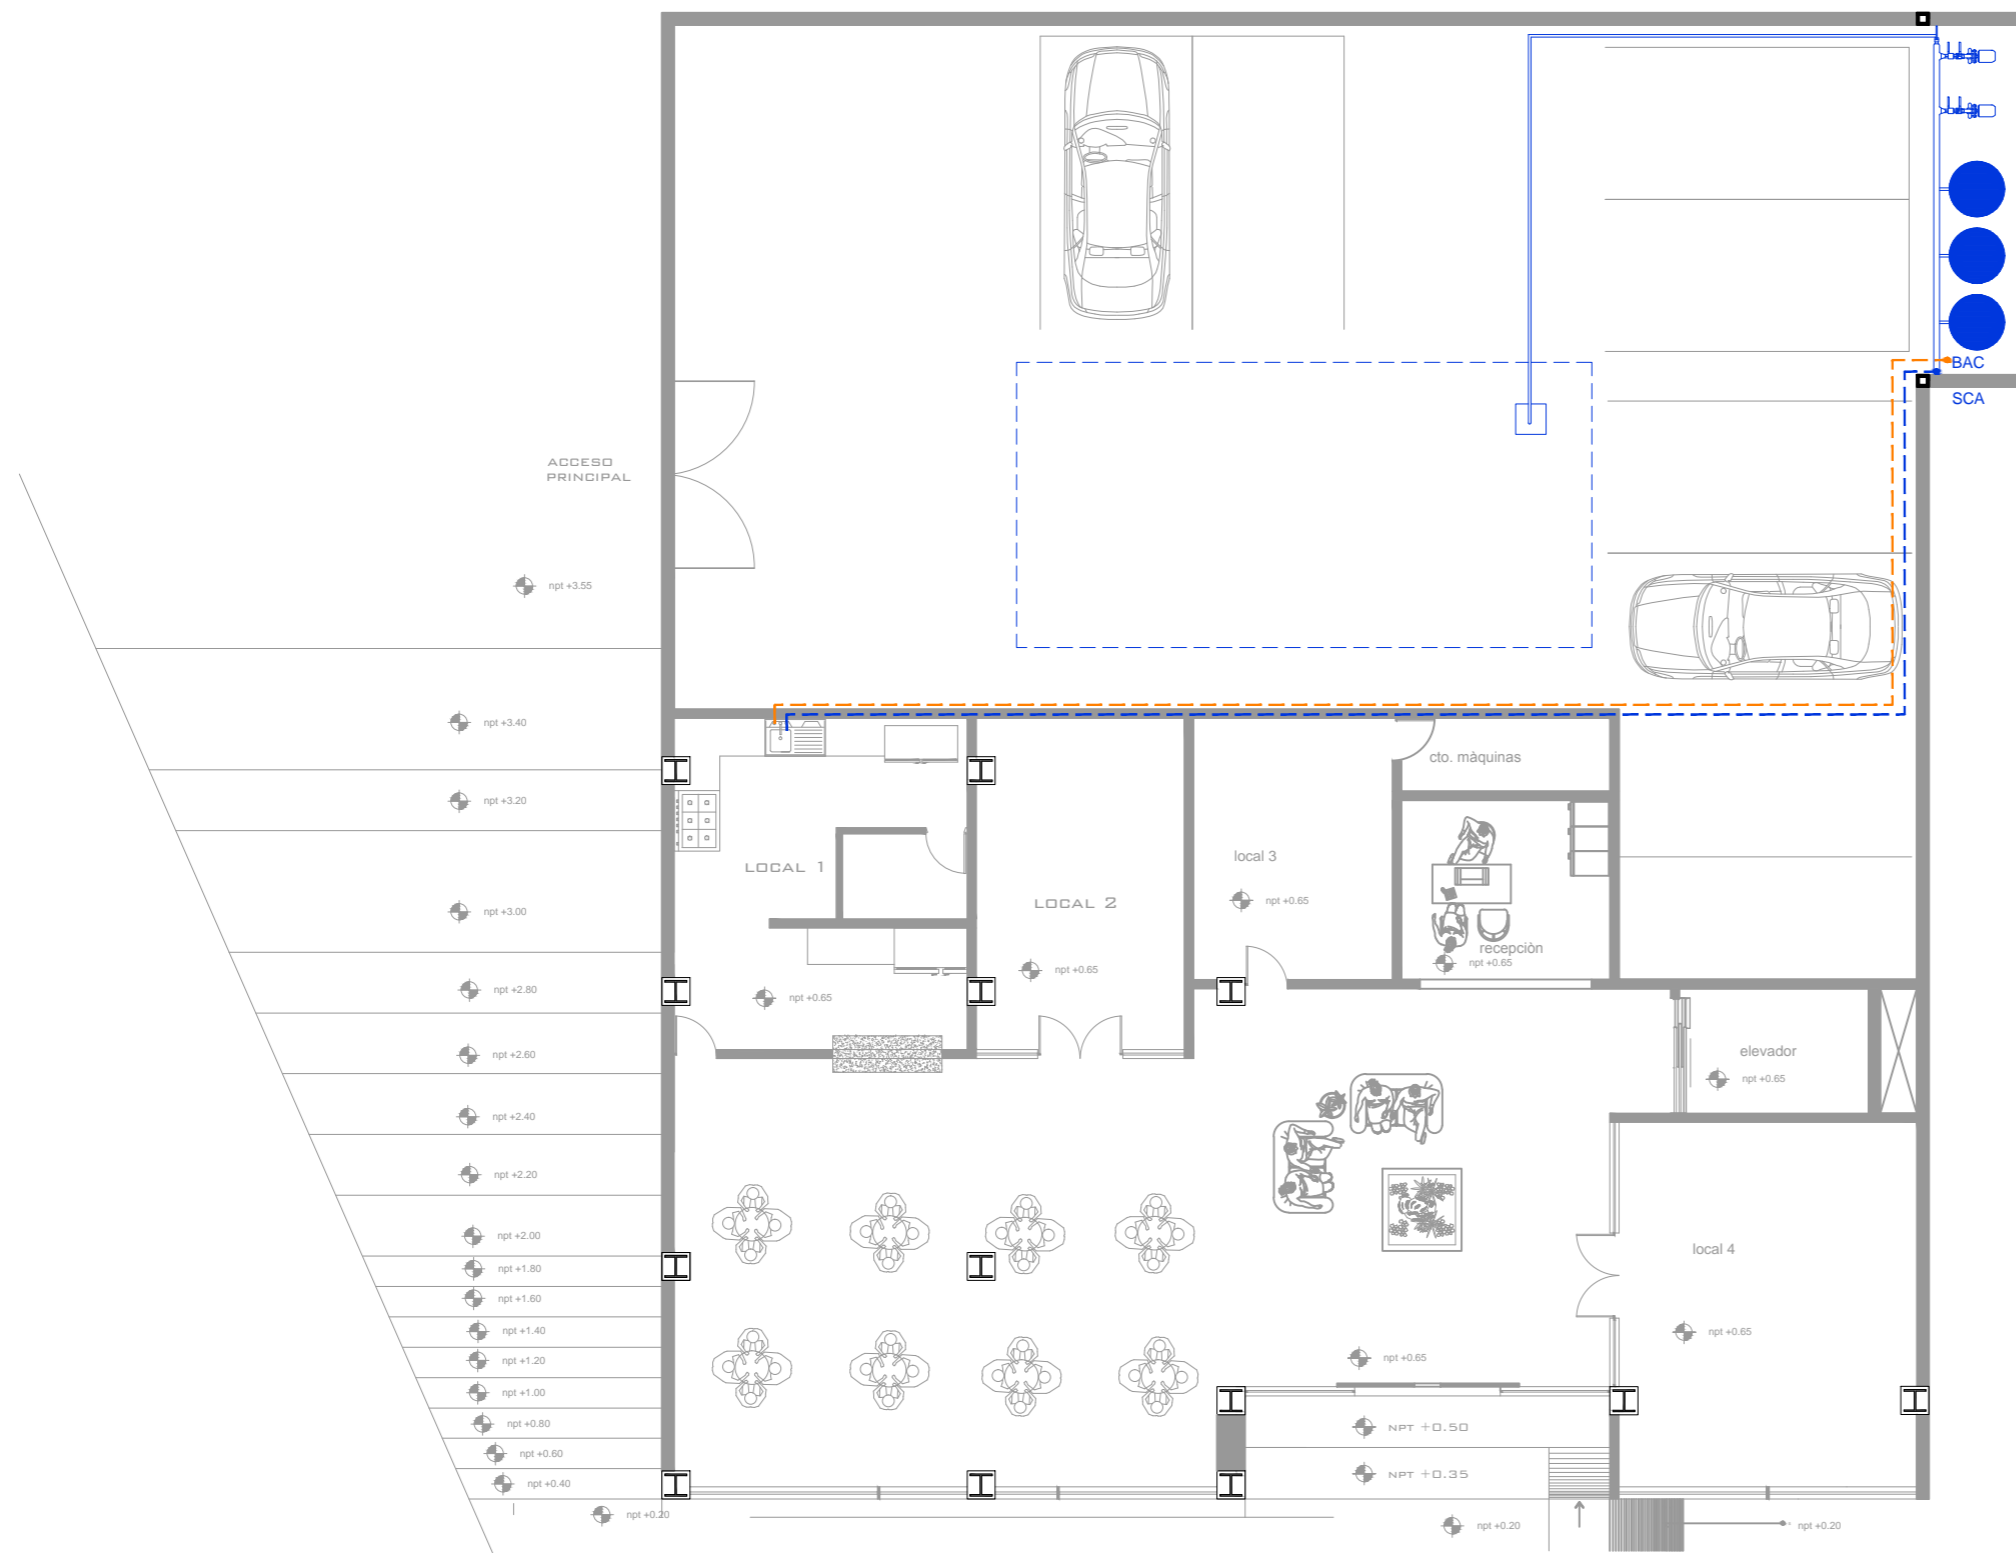 BAC
SCA
ACCESO
PRINCIPAL
npt +3.55
npt +3.40
npt +3.20
npt +3.00
npt +2.80
npt +2.60
npt +2.40
npt +2.20
npt +2.00
npt +1.80
npt +1.60
npt +1.40
npt +1.20
npt +1.00
npt +0.80
npt +0.60
npt +0.40
npt +0.20
LOCAL 1
npt +0.65
LOCAL 2
npt +0.65
local 3
npt +0.65
cto. màquinas
recepciòn
npt +0.65
elevador
npt +0.65
local 4
npt +0.65
npt +0.65
NPT +0.50
NPT +0.35
npt +0.20
npt +0.20